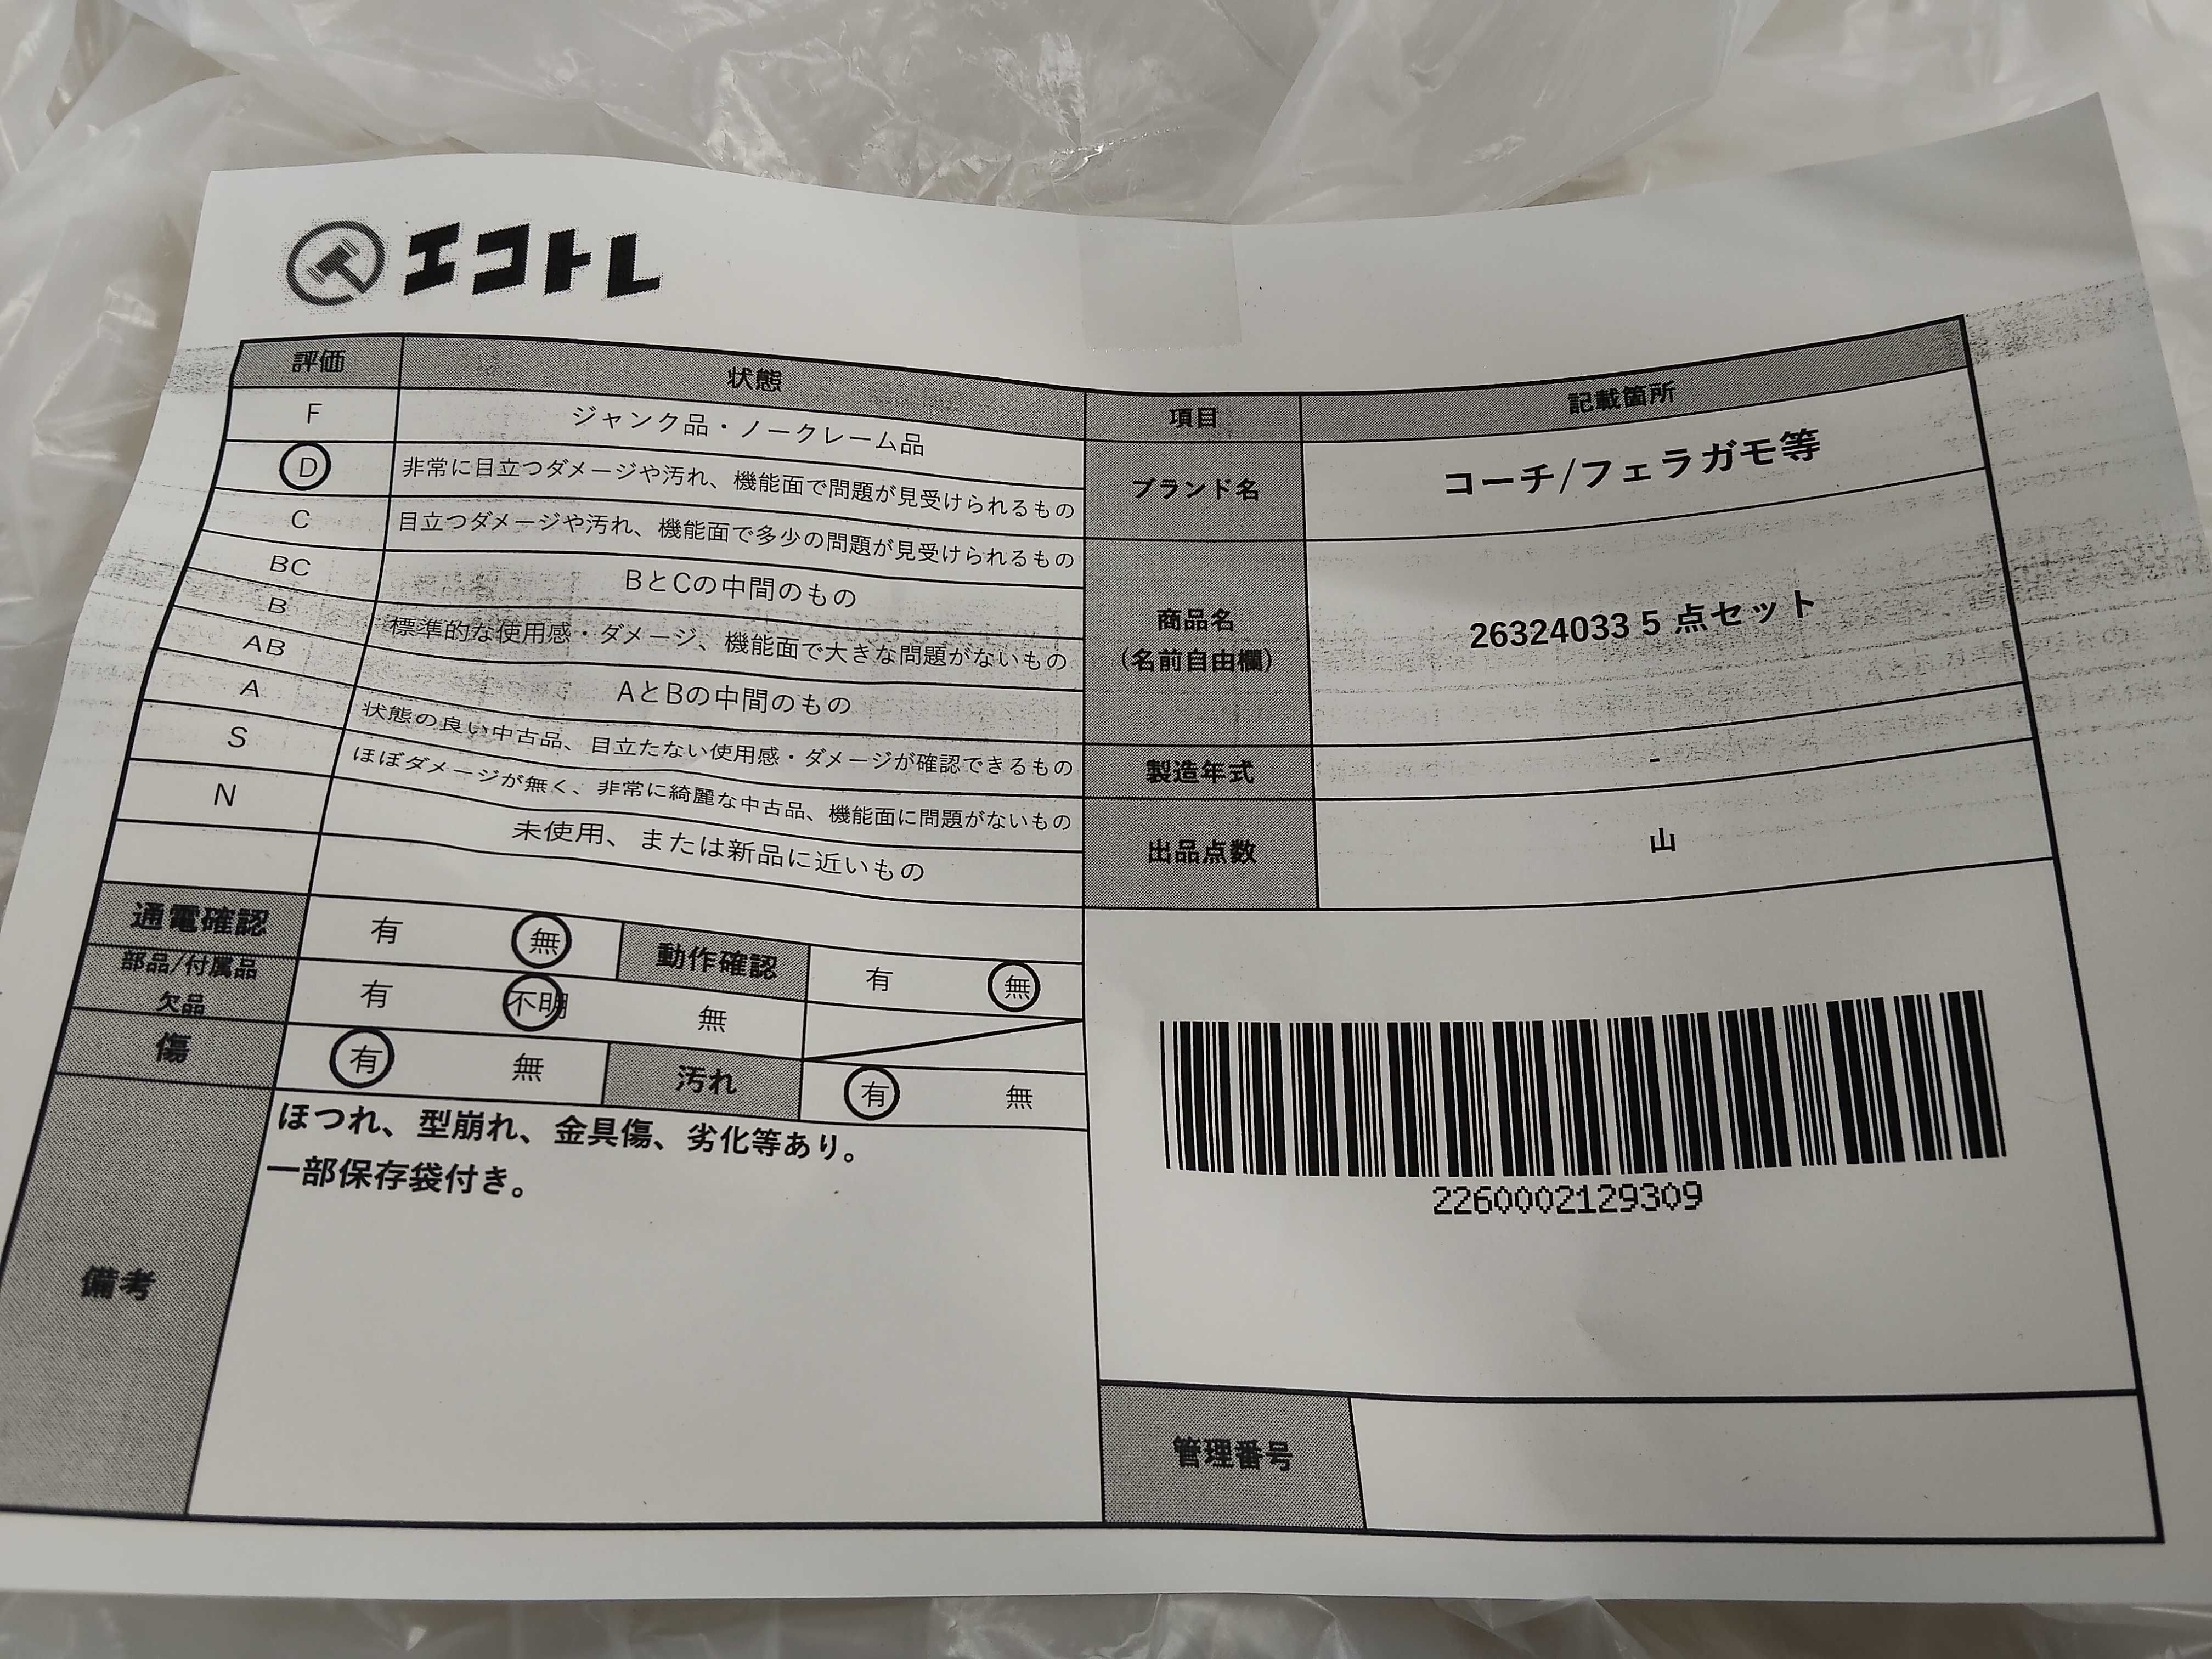 エコトレ
評価 状態
F ジャンク品・ノークレーム品
D 非常に目立つダメージや汚れ、機能面で問題が見受けられるもの
C 目立つダメージや汚れ、機能面で多少の問題が見受けられるもの
BC BとCの中間のもの
B 標準的な使用感・ダメージ、機能面で大きな問題がないもの
AB AとBの中間のもの
A 状態の良い中古品、目立たない使用感・ダメージが確認できるもの
S ほぼダメージが無く、非常に綺麗な中古品、機能面に問題がないもの
N 未使用、または新品に近いもの
通電確認 有 無 動作確認 有 無
部品/付属品
欠品 有 不明 無
傷 有 無 汚れ 有 無
備考
ほつれ、型崩れ、金具傷、劣化等あり。
一部保存袋付き。
項目 記載箇所
ブランド名 コーチ/フェラガモ等
商品名
(名前自由欄)
26324033 5 点セット
製造年式 -
出品点数 山
2260002129309
管理番号